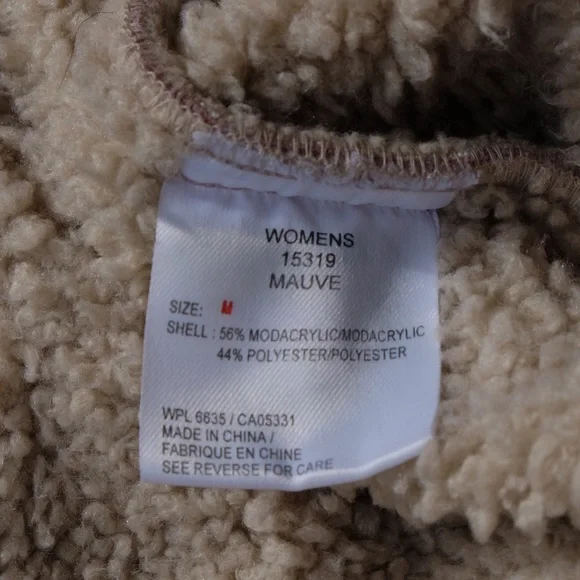 WOMENS
15319
MAUVE
SIZE: M
SHELL : 56% MODACRYLIC/MODACRYLIC
44% POLYESTER/POLYESTER
WPL 6635 / CA05331
MADE IN CHINA /
FABRIQUE EN CHINE
SEE REVERSE FOR CARE